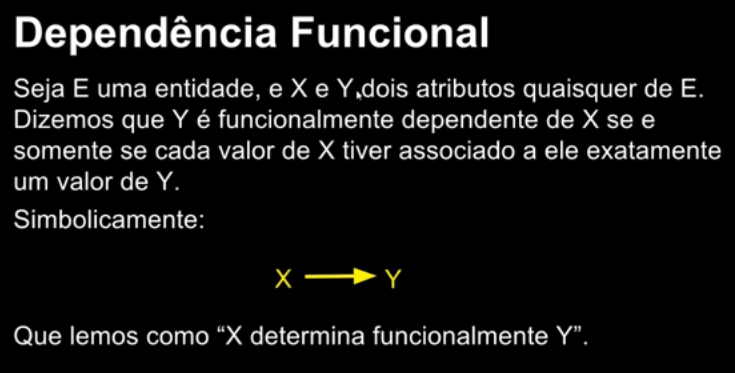 Dependência Funcional
Seja E uma entidade, e X e Y, dois atributos quaisquer de E.
Dizemos que Y é funcionalmente dependente de X se e
somente se cada valor de X tiver associado a ele exatamente
um valor de Y.
Simbolicamente:
X → Y
Que lemos como “X determina funcionalmente Y”.